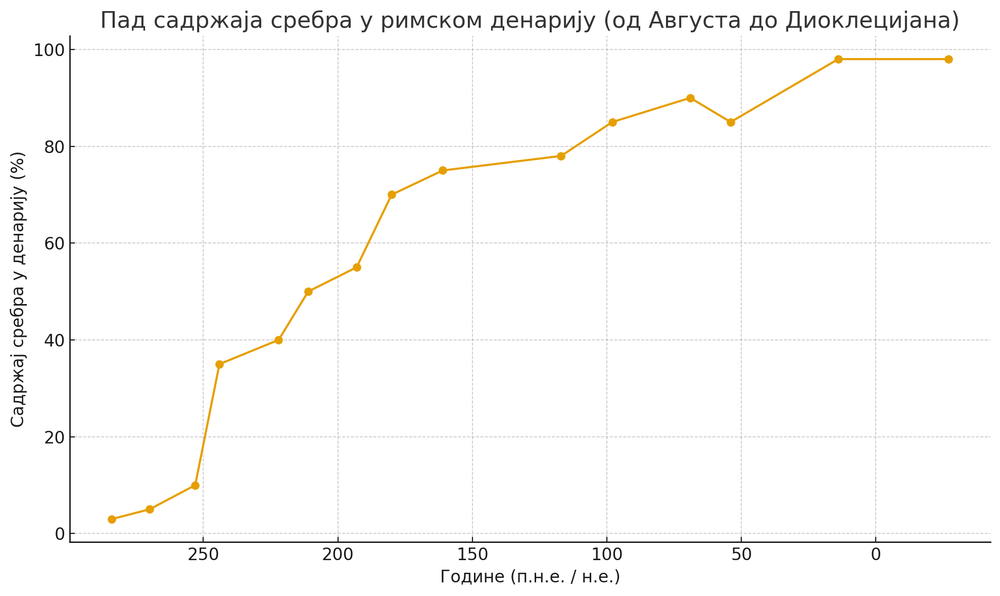 Пад садржаја сребра у римском денарију (од Августа до Диоклецијана)
Садржај сребра у денарију (%)
100
80
60
40
20
0
250 200 150 100 50 0
Године (п.н.е. / н.е.)